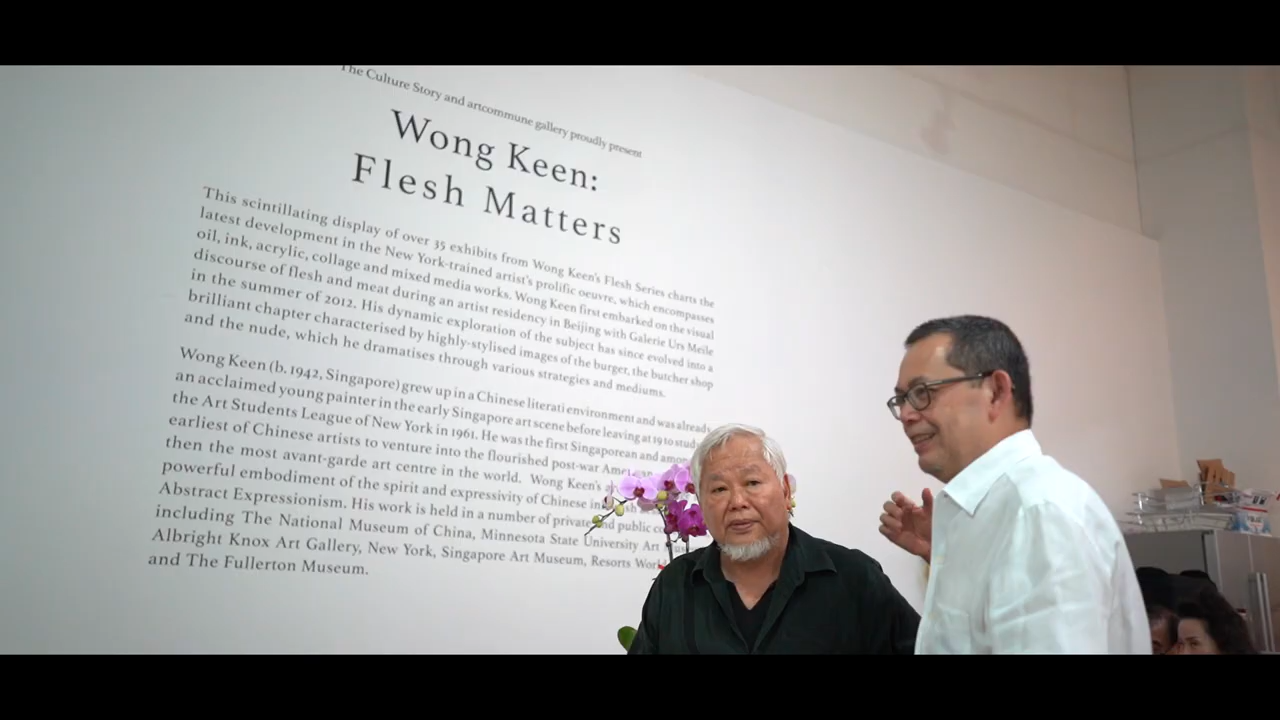 The Culture Story and artcommune gallery proudly present
Wong Keen:
Flesh Matters
This scintillating display of over 35 exhibits from Wong Keen's Flesh Series charts the
latest development in the New York-trained artist's prolific oeuvre, which encompasses
oil, ink, acrylic, collage and mixed media works. Wong Keen first embarked on the visual
discourse of flesh and meat during an artist residency in Beijing with Galerie Urs Meile
in the summer of 2012. His dynamic exploration of the subject has since evolved into a
brilliant chapter characterised by highly-stylised images of the burger, the butcher shop
and the nude, which he dramatises through various strategies and mediums.
Wong Keen (b. 1942, Singapore) grew up in a Chinese literati environment and was already
an acclaimed young painter in the early Singapore art scene before leaving at 19 to study
the Art Students League of New York in 1961. He was the first Singaporean and among
earliest of Chinese artists to venture into the flourished post-war American
then the most avant-garde art centre in the world. Wong Keen's
powerful embodiment of the spirit and expressivity of Chinese ink
Abstract Expressionism. His work is held in a number of private and public
including The National Museum of China, Minnesota State University Art
Albright Knox Art Gallery, New York, Singapore Art Museum, Resorts World
and The Fullerton Museum.